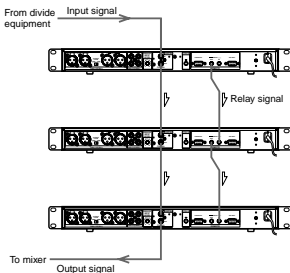 From divide
equipment
Input signal
Relay signal
To mixer
Output signal